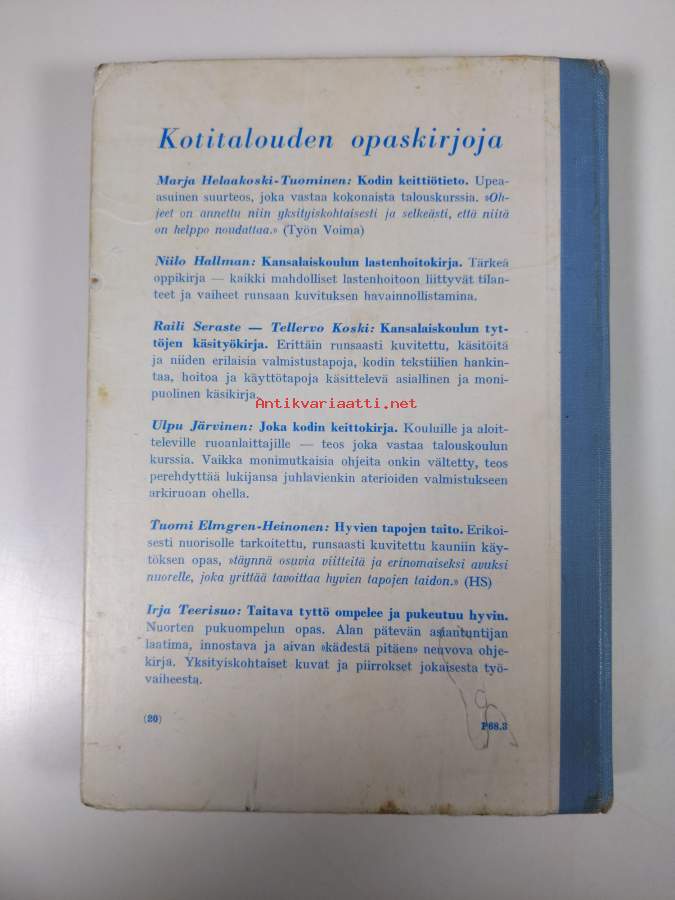 Kotitalouden opaskirjoja
Marja Helaakoski-Tuominen: Kodin keittiötieto. Upea-
asuinen suurteos, joka vastaa kokonaista talouskurssia. »Oh-
jeet on annettu niin yksityiskohtaisesti ja selkeästi, että niitä
on helppo noudattaa.» (Työn Voima)
Niilo Hallman: Kansalaiskoulun lastenhoitokirja. Tärkeä
oppikirja — kaikki mahdolliset lastenhoitoon liittyvät tilan-
teet ja vaiheet runsaan kuvituksen havainnollistamina.
Raili Seraste — Tellervo Koski: Kansalaiskoulun tyt-
töjen käsityökirja. Erittäin runsaasti kuvitettu, käsitöitä
ja niiden erilaisia valmistustapoja, kodin tekstiilien hankin-
taa, hoitoa ja käyttötapoja käsittelevä asiallinen ja moni-
puolinen käsikirja.
Antikvariaatti.net
Ulpu Järvinen: Joka kodin keittokirja. Kouluille ja aloit-
televille ruoanlaittajille — teos joka vastaa talouskoulun
kurssia. Vaikka monimutkaisia ohjeita onkin vältetty, teos
perehdyttää lukijansa juhlavienkin aterioiden valmistukseen
arkiruoan ohella.
Tuomi Elmgren-Heinonen: Hyvien tapojen taito. Erikoi-
sesti nuorisolle tarkoitettu, runsaasti kuvitettu kauniin käy-
töksen opas, »täynnä osuvia viitteitä ja erinomaiseksi avuksi
nuorelle, joka yrittää tavoittaa hyvien tapojen taidon.» (HS)
Irja Teerisuo: Taitava tyttö ompelee ja pukeutuu hyvin.
Nuorten pukuompelun opas. Alan pätevän asiantuntijan
laatima, innostava ja aivan »kädestä pitäen» neuvova ohje-
kirja. Yksityiskohtaiset kuvat ja piirrokset jokaisesta työ-
vaiheesta.
(20)
P68.3